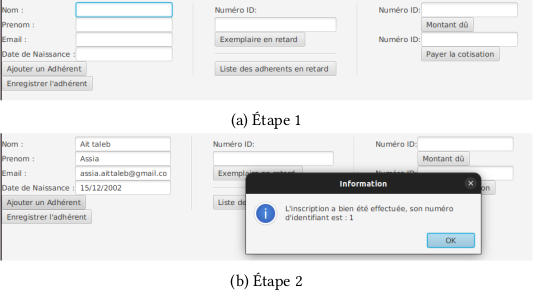 Nom :
Prenom :
Email :
Date de Naissance :
Ajouter un Adhérent
Enregistrer l'adhérent
Numéro ID:
Exemplaire en retard
Liste des adherents en retard
Numéro ID:
Montant dû
Numéro ID:
Payer la cotisation
(a) Étape 1
Nom : Ait taleb
Prenom : Assia
Email : assia.aittaleb@gmail.co
Date de Naissance : 15/12/2002
Ajouter un Adhérent
Enregistrer l'adhérent
Numéro ID:
Exemplaire en retard
Liste de
Numéro ID:
Montant dû
Numéro ID:
on
Information
L'inscription a bien été effectuée, son numéro
d'identifiant est : 1
OK
(b) Étape 2